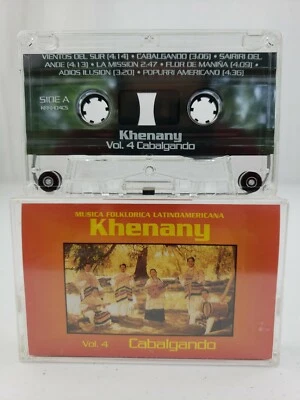 VIENTOS DEL SUR [4:14] • CABALGANDO [3:06] • SAIRIRI DEL
ANDE [4:13] • LA MISSION 2:47 • FLOR DE MAÑINA [4:09] •
ADIOS ILUSION [3:20] • POPURRI AMERICANO [4:36]
SIDE A
Khenany
Vol. 4 Cabalgando
MUSICA FOLKLORICA LATINOAMERICANA
Khenany
Vol. 4 Cabalgando